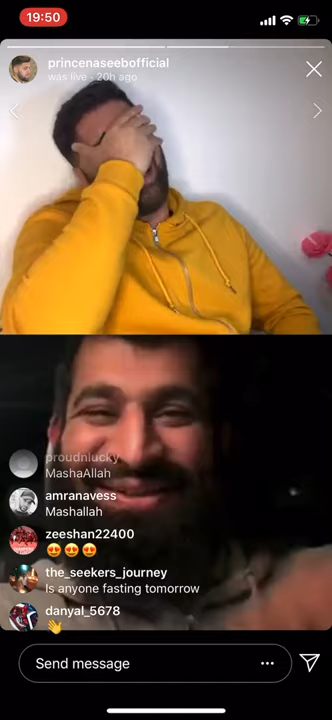 19:50
princenaseebofficial
was live · 20h ago
proudnlucky
MashaAllah
amranavess
Mashallah
zeeshan22400
😍😍😍
the_seekers_journey
Is anyone fasting tomorrow
danyal_5678
👋
Send message